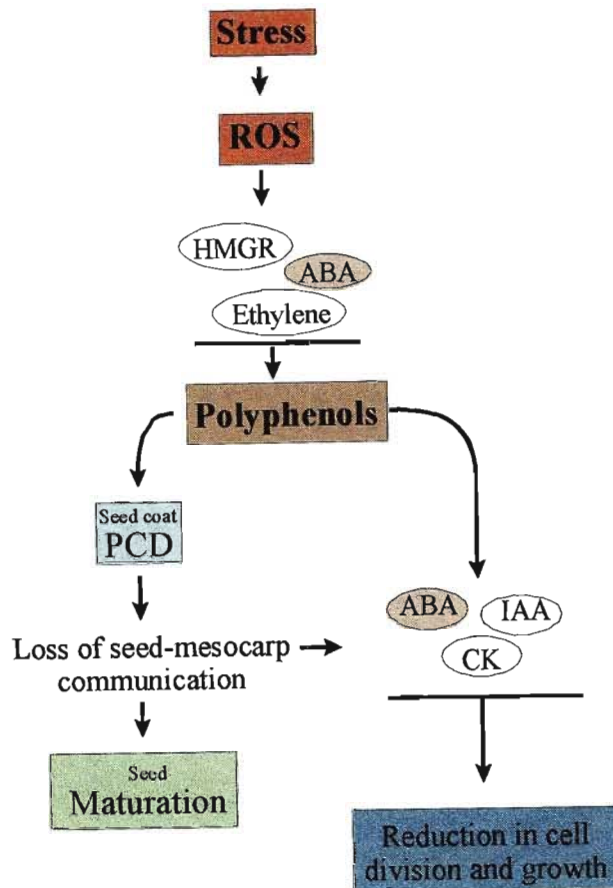 Stress
ROS
HMGR
ABA
Ethylene
Polyphenols
Seed coat
PCD
Loss of seed-mesocarp
communication
Seed
Maturation
ABA
IAA
CK
Reduction in cell
division and growth